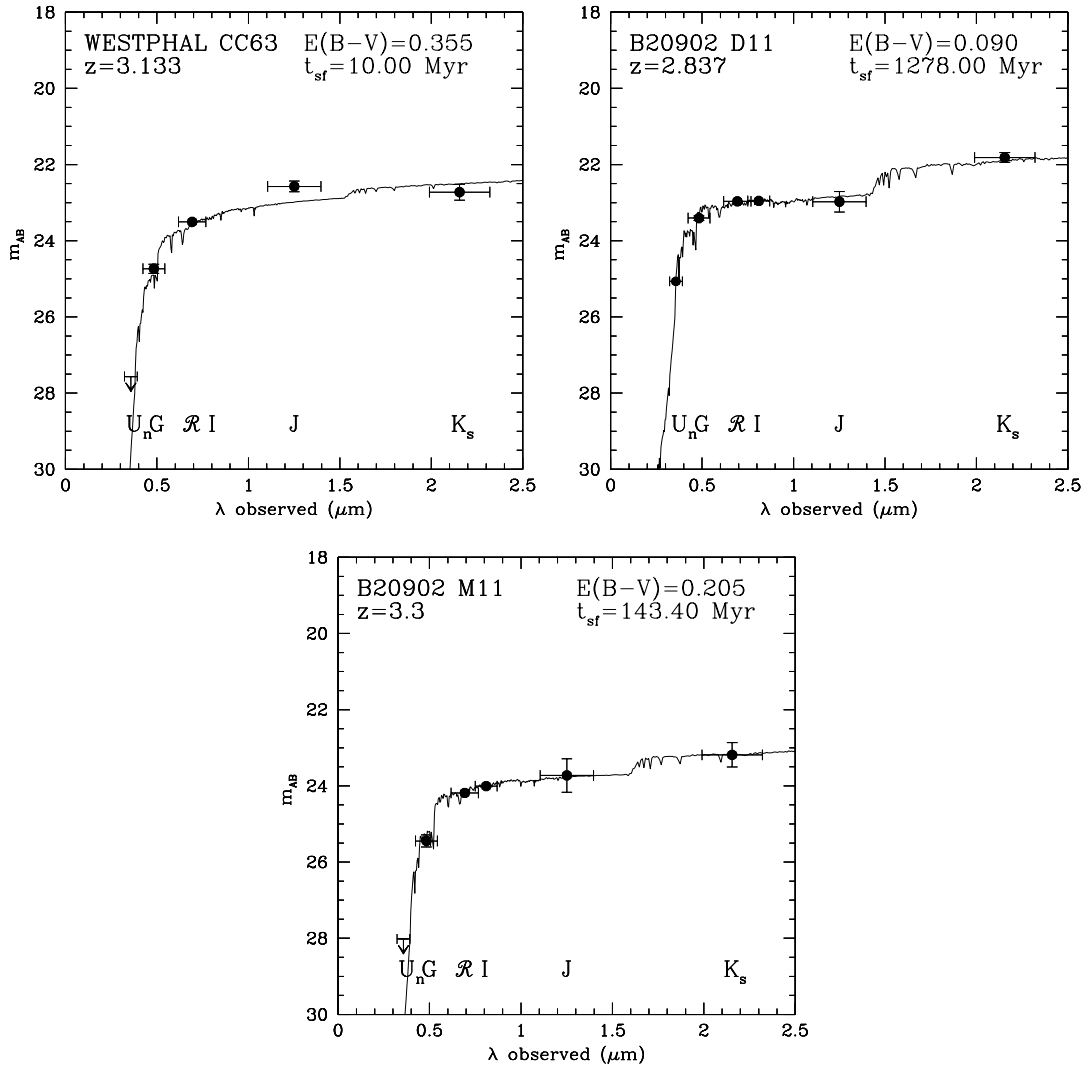 WESTPHAL CC63 E(B−V)=0.355
z=3.133 t_sf=10.00 Myr
18
20
22
24
26
28
30
m_AB
U_n G ℛ I J K_s
0 0.5 1 1.5 2 2.5
λ observed (μm)
B20902 D11 E(B−V)=0.090
z=2.837 t_sf=1278.00 Myr
18
20
22
24
26
28
30
m_AB
U_n G ℛ I J K_s
0 0.5 1 1.5 2 2.5
λ observed (μm)
B20902 M11 E(B−V)=0.205
z=3.3 t_sf=143.40 Myr
18
20
22
24
26
28
30
m_AB
U_n G ℛ I J K_s
0 0.5 1 1.5 2 2.5
λ observed (μm)